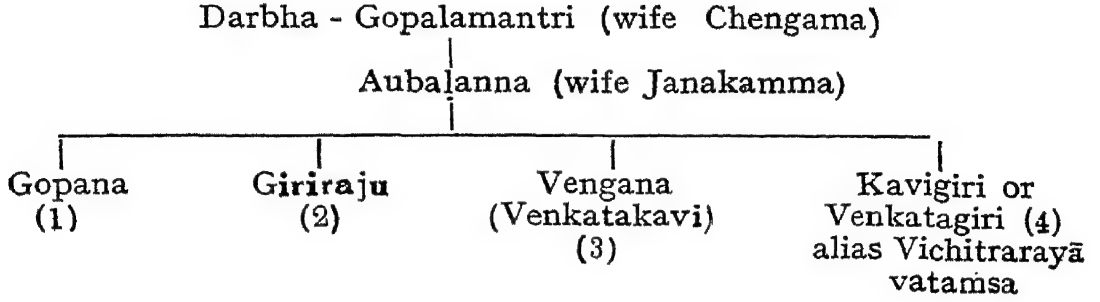 Darbha - Gopalamantri (wife Chengama)
Aubaḷanna (wife Janakamma)
Gopana Giriraju Vengana Kavigiri or
(1) (2) (Venkatakavi) Venkatagiri (4)
(3) alias Vichitrarayā
vataṁsa